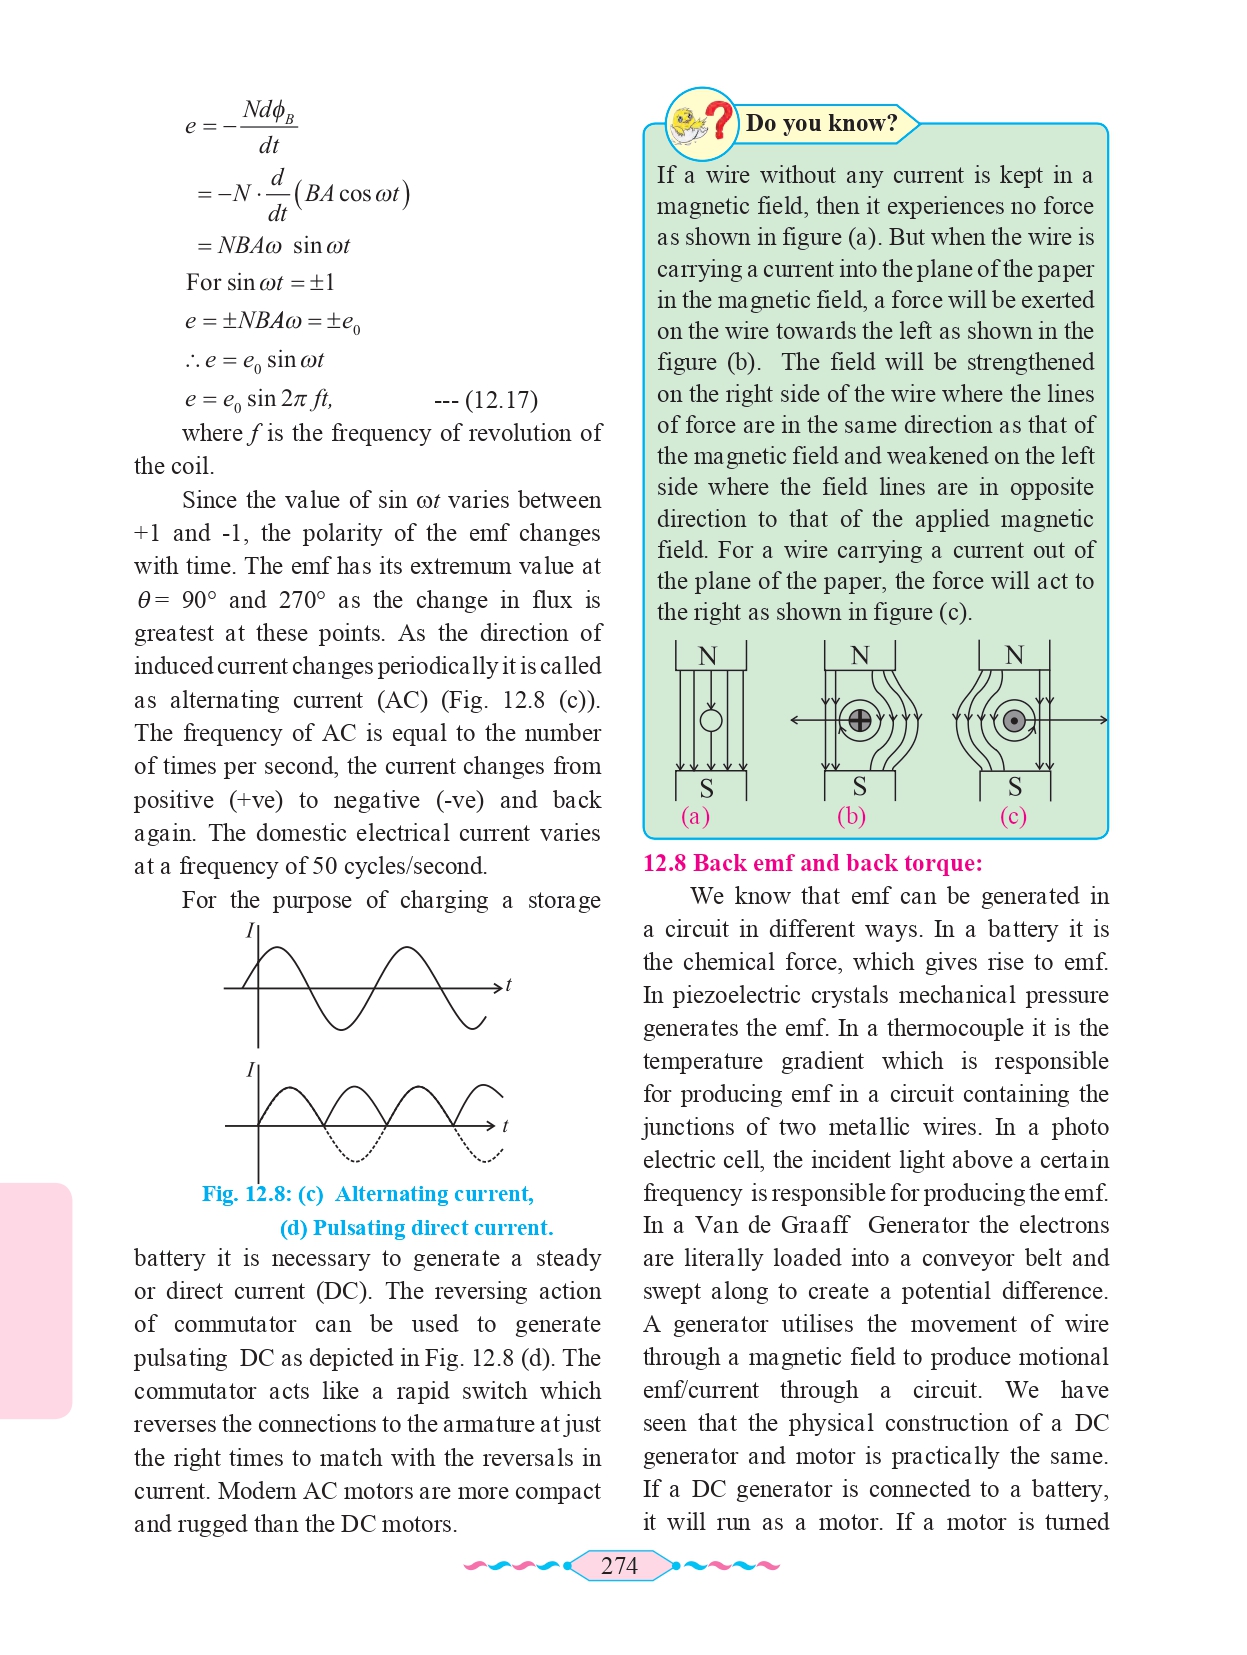 e = − Ndϕ_B / dt
= −N · d/dt (BA cos ωt)
= NBAω sin ωt
For sin ωt = ±1
e = ±NBAω = ±e₀
∴ e = e₀ sin ωt
e = e₀ sin 2π ft, --- (12.17)
where f is the frequency of revolution of
the coil.
Since the value of sin ωt varies between
+1 and -1, the polarity of the emf changes
with time. The emf has its extremum value at
θ = 90° and 270° as the change in flux is
greatest at these points. As the direction of
induced current changes periodically it is called
as alternating current (AC) (Fig. 12.8 (c)).
The frequency of AC is equal to the number
of times per second, the current changes from
positive (+ve) to negative (-ve) and back
again. The domestic electrical current varies
at a frequency of 50 cycles/second.
For the purpose of charging a storage
I
t
I
t
Fig. 12.8: (c) Alternating current,
(d) Pulsating direct current.
battery it is necessary to generate a steady
or direct current (DC). The reversing action
of commutator can be used to generate
pulsating DC as depicted in Fig. 12.8 (d). The
commutator acts like a rapid switch which
reverses the connections to the armature at just
the right times to match with the reversals in
current. Modern AC motors are more compact
and rugged than the DC motors.
Do you know?
If a wire without any current is kept in a
magnetic field, then it experiences no force
as shown in figure (a). But when the wire is
carrying a current into the plane of the paper
in the magnetic field, a force will be exerted
on the wire towards the left as shown in the
figure (b). The field will be strengthened
on the right side of the wire where the lines
of force are in the same direction as that of
the magnetic field and weakened on the left
side where the field lines are in opposite
direction to that of the applied magnetic
field. For a wire carrying a current out of
the plane of the paper, the force will act to
the right as shown in figure (c).
N N N
S S S
(a) (b) (c)
12.8 Back emf and back torque:
We know that emf can be generated in
a circuit in different ways. In a battery it is
the chemical force, which gives rise to emf.
In piezoelectric crystals mechanical pressure
generates the emf. In a thermocouple it is the
temperature gradient which is responsible
for producing emf in a circuit containing the
junctions of two metallic wires. In a photo
electric cell, the incident light above a certain
frequency is responsible for producing the emf.
In a Van de Graaff Generator the electrons
are literally loaded into a conveyor belt and
swept along to create a potential difference.
A generator utilises the movement of wire
through a magnetic field to produce motional
emf/current through a circuit. We have
seen that the physical construction of a DC
generator and motor is practically the same.
If a DC generator is connected to a battery,
it will run as a motor. If a motor is turned
274